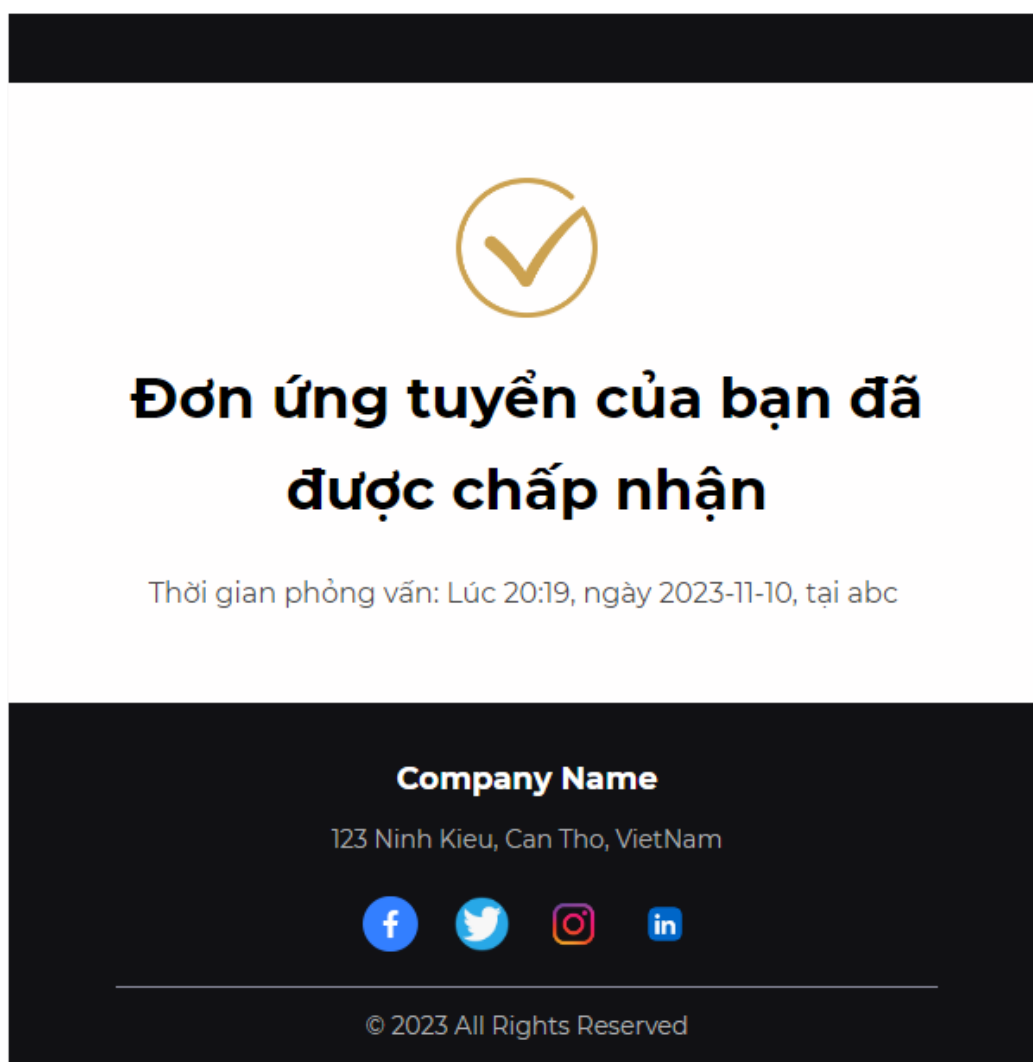 Đơn ứng tuyển của bạn đã
được chấp nhận
Thời gian phỏng vấn: Lúc 20:19, ngày 2023-11-10, tại abc
Company Name
123 Ninh Kieu, Can Tho, VietNam
f
in
© 2023 All Rights Reserved